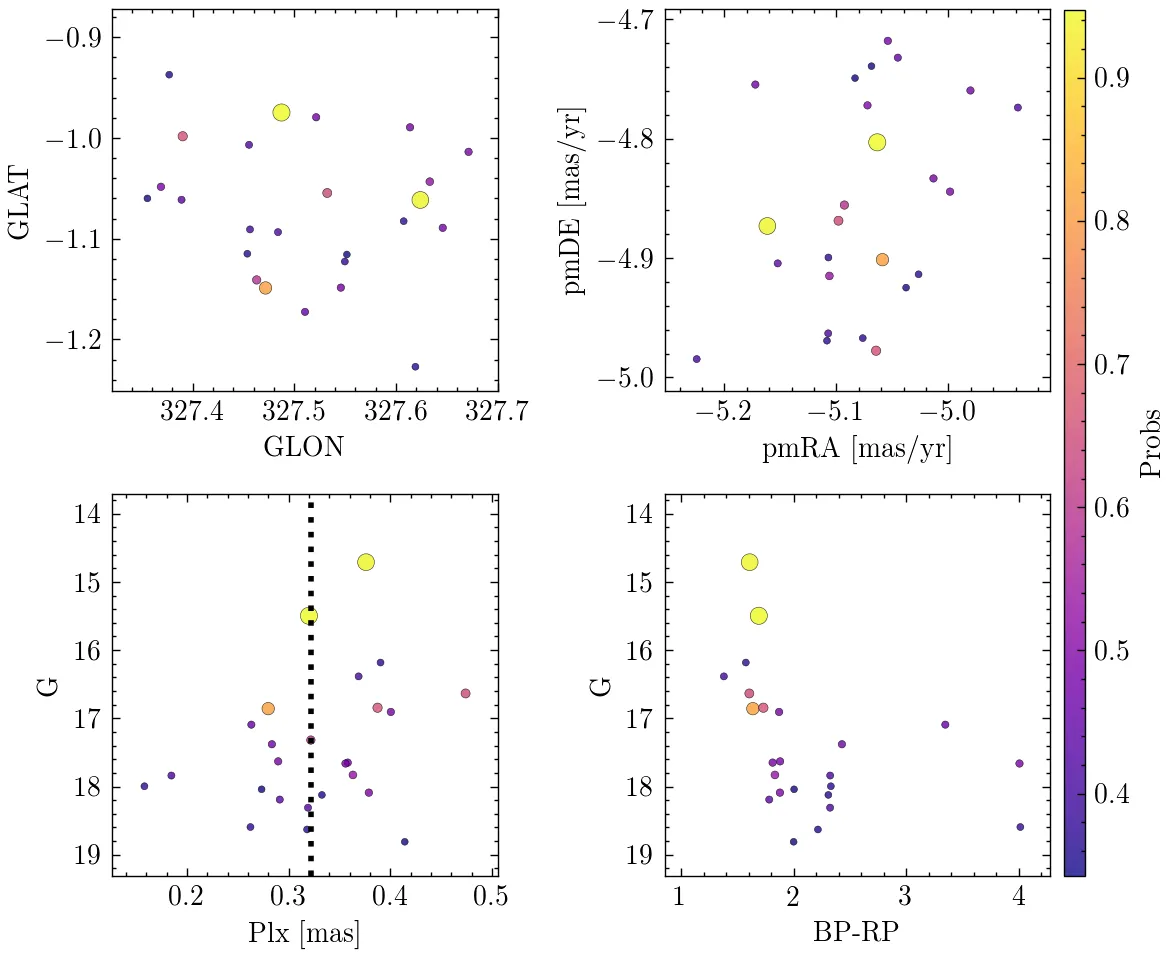 −0.9
−1.0
−1.1
−1.2
GLAT
327.4 327.5 327.6 327.7
GLON
−4.7
−4.8
−4.9
−5.0
pmDE [mas/yr]
−5.2 −5.1 −5.0
pmRA [mas/yr]
14
15
16
17
18
19
G
0.2 0.3 0.4 0.5
Plx [mas]
14
15
16
17
18
19
G
1 2 3 4
BP-RP
0.9
0.8
0.7
0.6
0.5
0.4
Probs